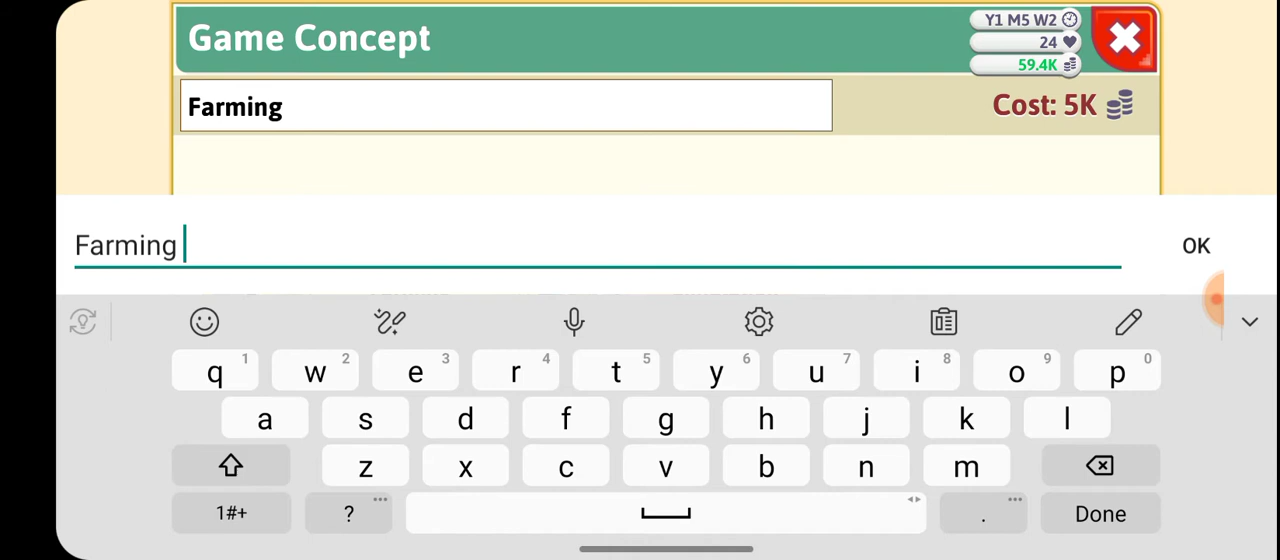 Game Concept
Y1 M5 W2
24
59.4K
Farming
Cost: 5K
Farming
OK
q 1 w 2 e 3 r 4 t 5 y 6 u 7 i 8 o 9 p 0
a s d f g h j k l
z x c v b n m
1#+ ? . Done